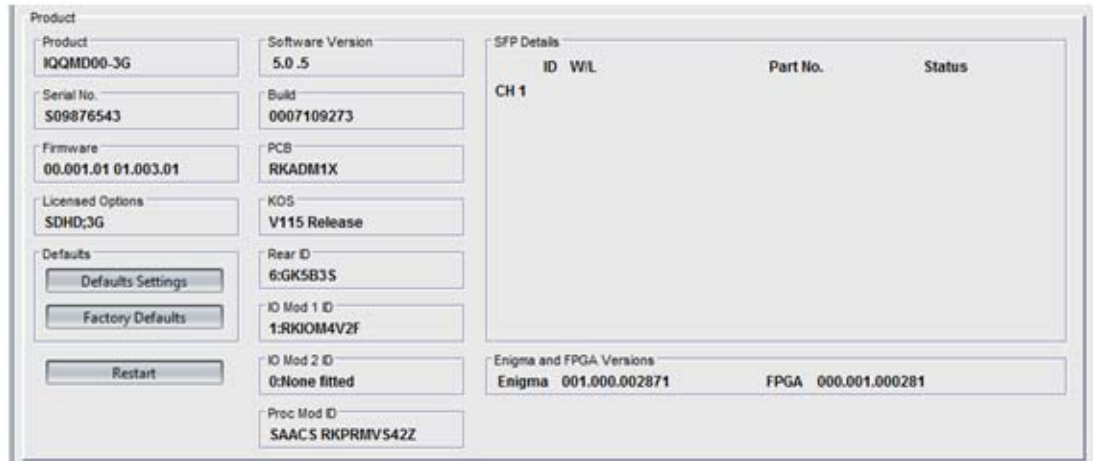 Product
Product
IQQMD00-3G
Serial No.
S09876543
Firmware
00.001.01 01.003.01
Licensed Options
SDHD;3G
Defaults
Defaults Settings
Factory Defaults
Restart
Software Version
5.0 .5
Build
0007109273
PCB
RKADM1X
KOS
V115 Release
Rear ID
6:GK5B3S
IO Mod 1 ID
1:RKIOM4V2F
IO Mod 2 ID
0:None fitted
Proc Mod ID
SAACS RKPRMVS42Z
SFP Details
ID W/L Part No. Status
CH 1
Enigma and FPGA Versions
Enigma 001.000.002871 FPGA 000.001.000281